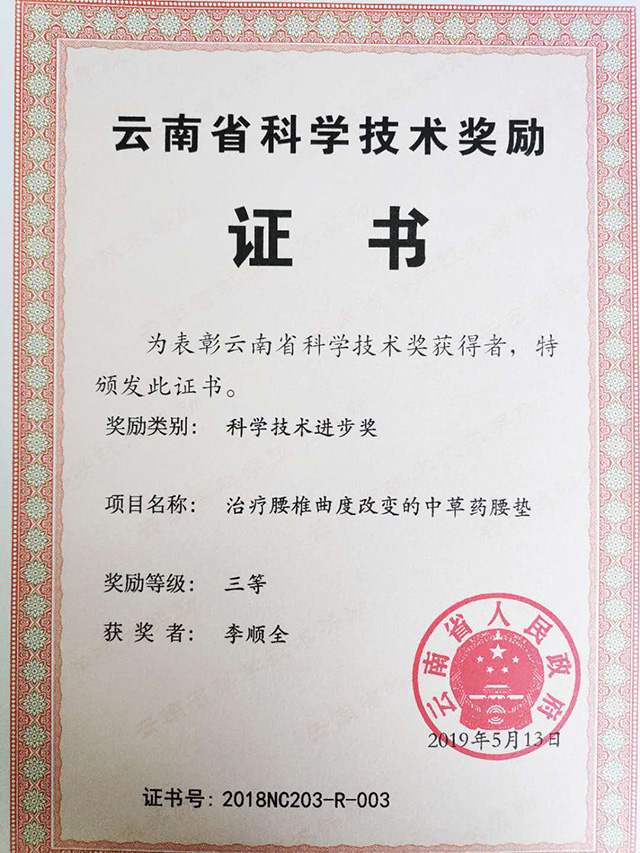 云南省科学技术奖励
证 书
为表彰云南省科学技术奖获得者，特
颁发此证书。
奖励类别： 科学技术进步奖
项目名称： 治疗腰椎曲度改变的中草药腰垫
奖励等级： 三等
获 奖 者： 李顺全
云南省人民政府
2019年5月13日
证书号：2018NC203-R-003